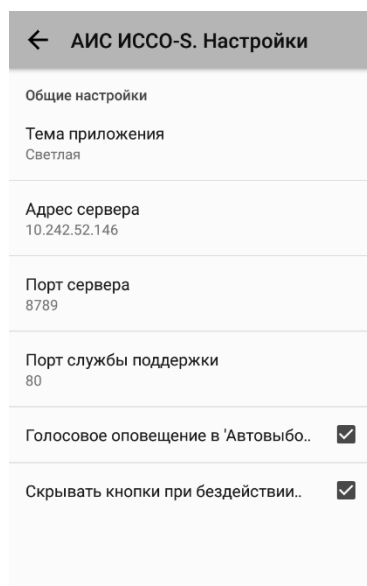 АИС ИССО-S. Настройки
Общие настройки
Тема приложения
Светлая
Адрес сервера
10.242.52.146
Порт сервера
8789
Порт службы поддержки
80
Голосовое оповещение в 'Автовыбо..
Скрывать кнопки при бездействии..